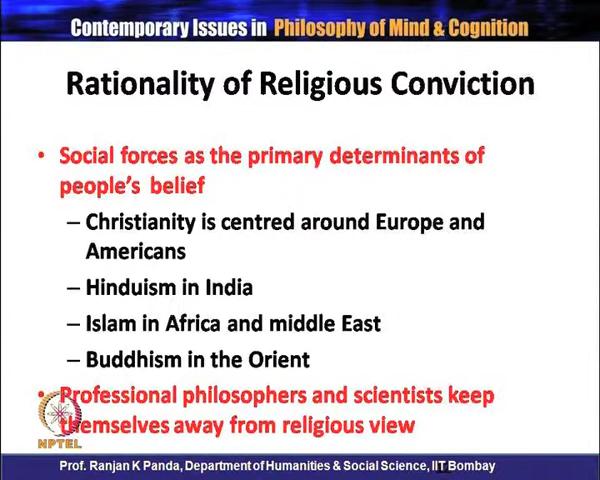 Contemporary Issues in Philosophy of Mind & Cognition
Rationality of Religious Conviction
• Social forces as the primary determinants of
people's belief
– Christianity is centred around Europe and
Americans
– Hinduism in India
– Islam in Africa and middle East
– Buddhism in the Orient
• Professional philosophers and scientists keep
themselves away from religious view
NPTEL
Prof. Ranjan K Panda, Department of Humanities & Social Science, IIT Bombay